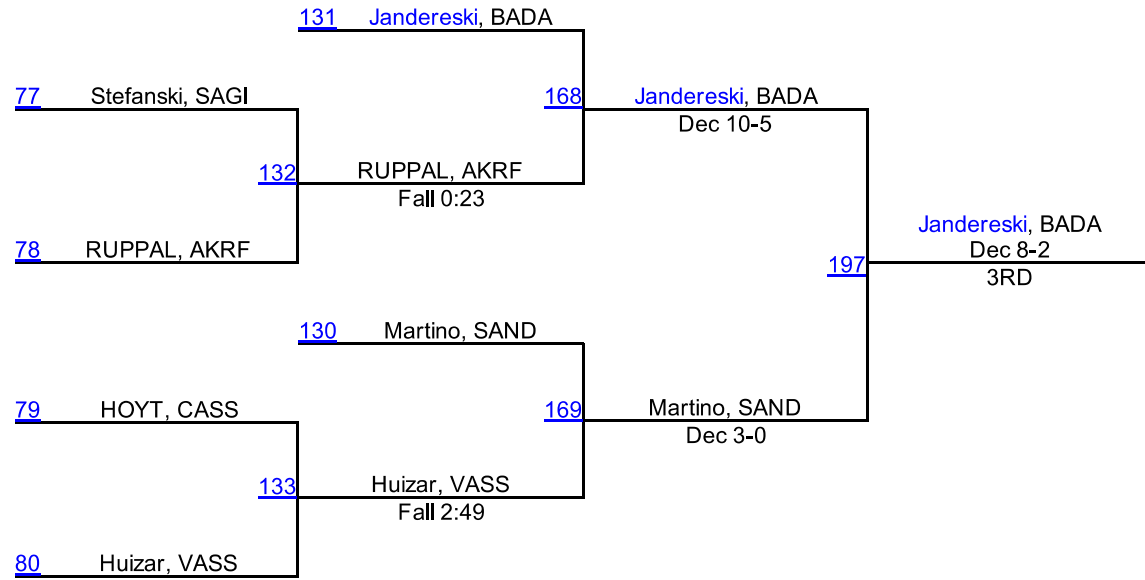 131 Jandereski, BADA
77 Stefanski, SAGI
168 Jandereski, BADA
Dec 10-5
132 RUPPAL, AKRF
Fall 0:23
78 RUPPAL, AKRF
Jandereski, BADA
197 Dec 8-2
3RD
130 Martino, SAND
79 HOYT, CASS
169 Martino, SAND
Dec 3-0
133 Huizar, VASS
Fall 2:49
80 Huizar, VASS